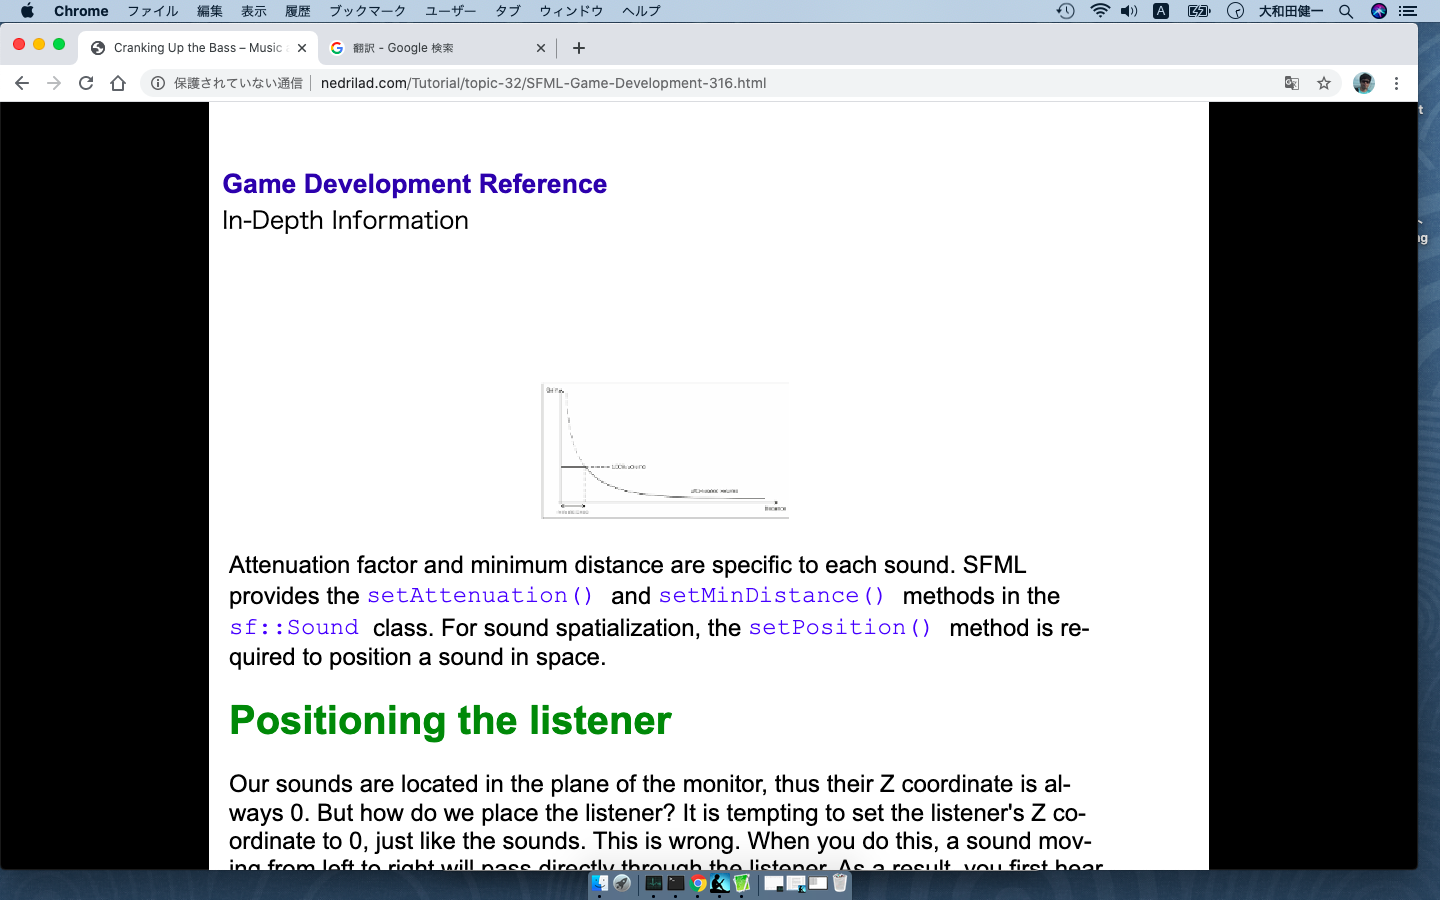 Chrome ファイル 編集 表示 履歴 ブックマーク ユーザー タブ ウィンドウ ヘルプ A 大和田健一
Cranking Up the Bass – Music
翻訳 - Google 検索
保護されていない通信 nedrilad.com/Tutorial/topic-32/SFML-Game-Development-316.html
Game Development Reference
In-Depth Information
Attenuation factor and minimum distance are specific to each sound. SFML
provides the setAttenuation() and setMinDistance() methods in the
sf::Sound class. For sound spatialization, the setPosition() method is re-
quired to position a sound in space.
Positioning the listener
Our sounds are located in the plane of the monitor, thus their Z coordinate is al-
ways 0. But how do we place the listener? It is tempting to set the listener's Z co-
ordinate to 0, just like the sounds. This is wrong. When you do this, a sound mov-
ing from left to right will pass directly through the listener. As a result, you first hear